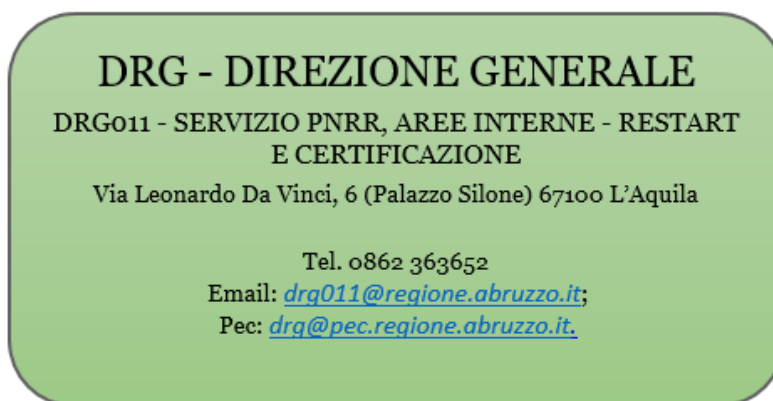 DRG - DIREZIONE GENERALE
DRG011 - SERVIZIO PNRR, AREE INTERNE - RESTART
E CERTIFICAZIONE
Via Leonardo Da Vinci, 6 (Palazzo Silone) 67100 L’Aquila
Tel. 0862 363652
Email: drg011@regione.abruzzo.it;
Pec: drg@pec.regione.abruzzo.it.